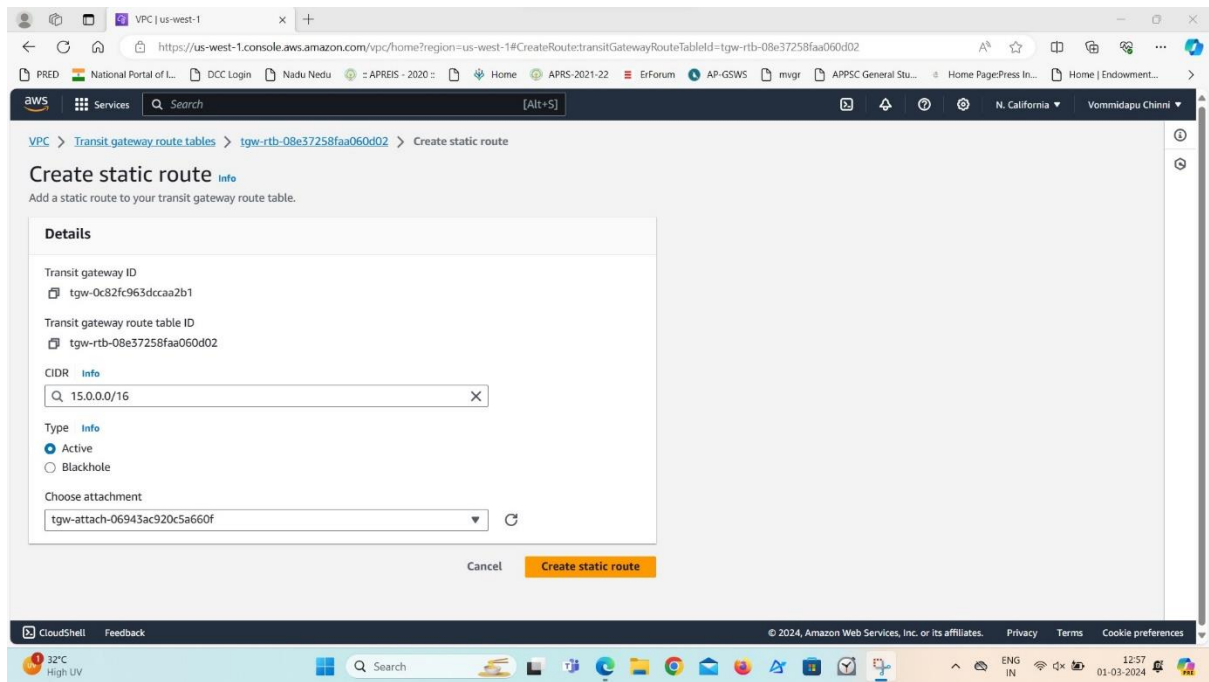 VPC | us-west-1
https://us-west-1.console.aws.amazon.com/vpc/home?region=us-west-1#CreateRoute:transitGatewayRouteTableId=tgw-rtb-08e37258faa060d02
PRED National Portal of I... DCC Login Nadu Nedu :: APREIS - 2020 :: Home APRS-2021-22 ErForum AP-GSWS mvgr APPSC General Stu... Home Page:Press In... Home | Endowment...
aws Services Search [Alt+S] N. California ▼ Vommidapu Chinni ▼
VPC > Transit gateway route tables > tgw-rtb-08e37258faa060d02 > Create static route
Create static route Info
Add a static route to your transit gateway route table.
Details
Transit gateway ID
tgw-0c82fc963dccaa2b1
Transit gateway route table ID
tgw-rtb-08e37258faa060d02
CIDR Info
15.0.0.0/16
Type Info
Active
Blackhole
Choose attachment
tgw-attach-06943ac920c5a660f
Cancel Create static route
CloudShell Feedback © 2024, Amazon Web Services, Inc. or its affiliates. Privacy Terms Cookie preferences
1 32°C Search ENG 12:57
High UV IN 01-03-2024